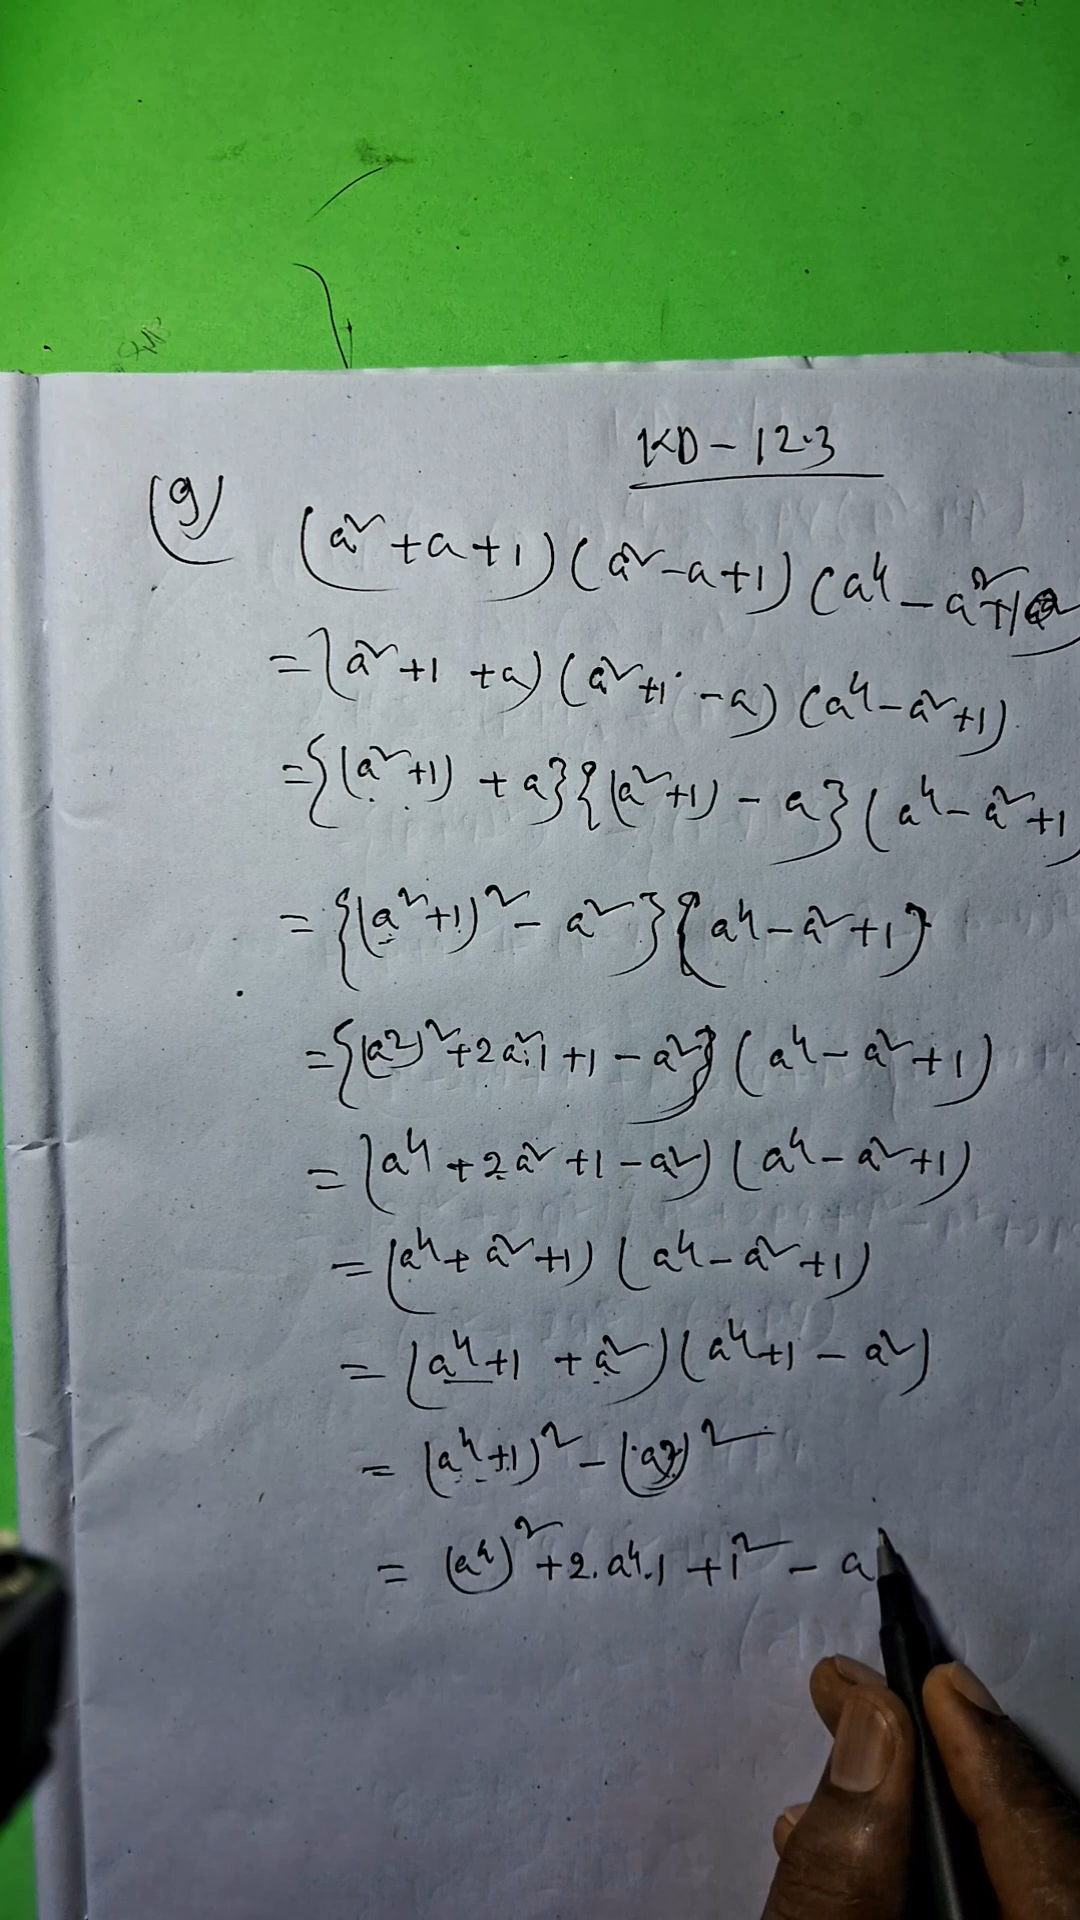 KD - 12.3
(9) (a² + a + 1) (a² - a + 1) (a⁴ - a² + 1
= (a² + 1 + a) (a² + 1 - a) (a⁴ - a² + 1)
= {(a² + 1) + a} {(a² + 1) - a} (a⁴ - a² + 1)
= {(a² + 1)² - a²} {a⁴ - a² + 1}
= {(a²)² + 2a².1 + 1 - a²} (a⁴ - a² + 1)
= (a⁴ + 2a² + 1 - a²) (a⁴ - a² + 1)
= (a⁴ + a² + 1) (a⁴ - a² + 1)
= (a⁴ + 1 + a²) (a⁴ + 1 - a²)
= (a⁴ + 1)² - (a²)²
= (a⁴)² + 2.a⁴.1 + 1² - a